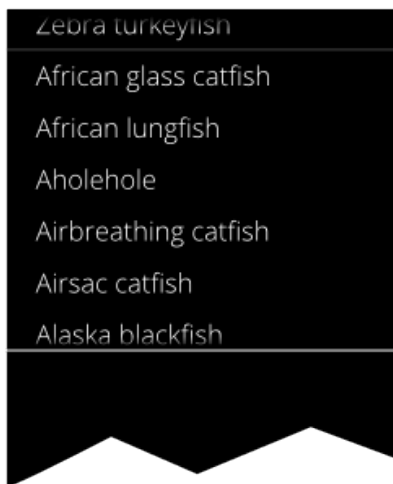 Zebra turkeyfish
African glass catfish
African lungfish
Aholehole
Airbreathing catfish
Airsac catfish
Alaska blackfish